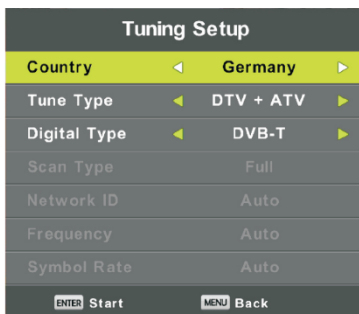 Tuning Setup
Country Germany
Tune Type DTV + ATV
Digital Type DVB-T
Scan Type Full
Network ID Auto
Frequency Auto
Symbol Rate Auto
ENTER Start MENU Back